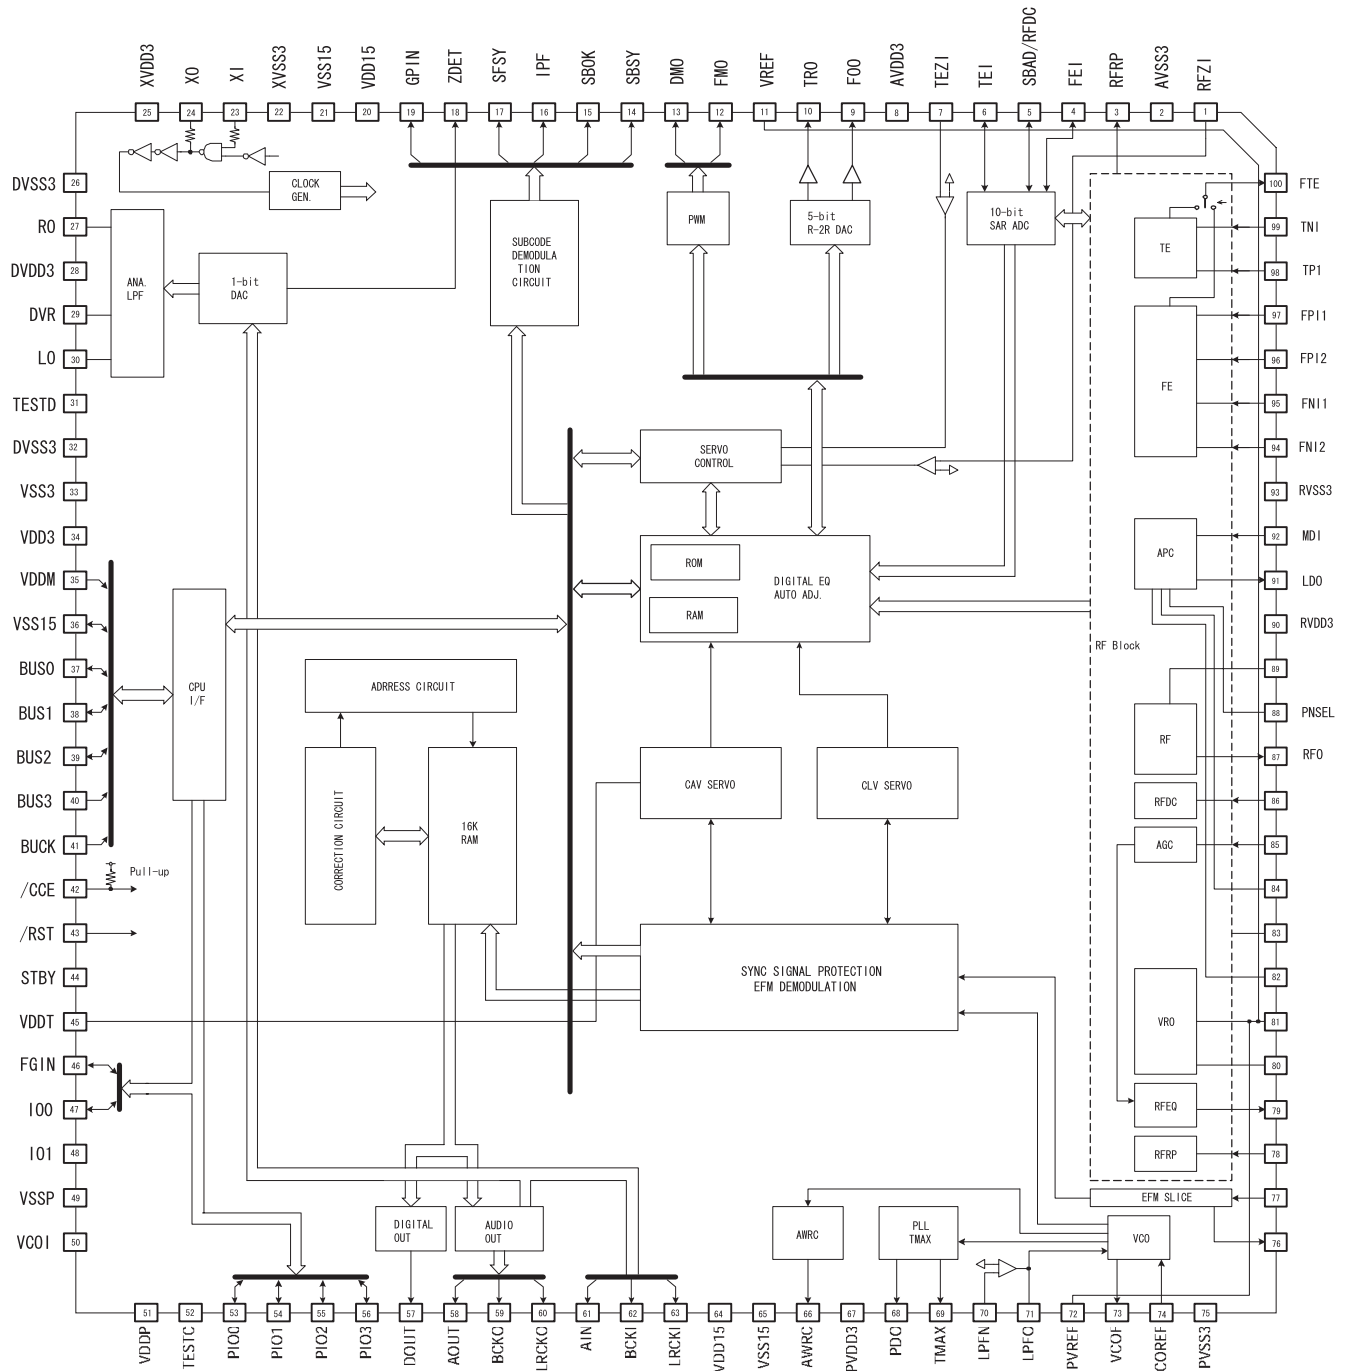 XVDD3
XO
XI
XVSS3
VSS15
VDD15
GPIN
ZDET
SFSY
IPF
SBOK
SBSY
DMO
FMO
VREF
TRO
FOO
AVDD3
TEZI
TEI
SBAD/RFDC
FEI
RFRP
AVSS3
RFZI
25
24
23
22
21
20
19
18
17
16
15
14
13
12
11
10
9
8
7
6
5
4
3
2
1
DVSS3 26
RO 27
DVDD3 28
DVR 29
LO 30
TESTD 31
DVSS3 32
VSS3 33
VDD3 34
VDDM 35
VSS15 36
BUS0 37
BUS1 38
BUS2 39
BUS3 40
BUCK 41
/CCE 42
Pull-up
/RST 43
STBY 44
VDDT 45
FGIN 46
IO0 47
IO1 48
VSSP 49
VCOI 50
CLOCK
GEN.
ANA.
LPF
1-bit
DAC
SUBCODE
DEMODULA
TION
CIRCUIT
PWM
5-bit
R-2R DAC
10-bit
SAR ADC
SERVO
CONTROL
ROM
RAM
DIGITAL EQ
AUTO ADJ.
CPU
I/F
ADRRESS CIRCUIT
CORRECTION CIRCUIT
16K
RAM
CAV SERVO
CLV SERVO
SYNC SIGNAL PROTECTION
EFM DEMODULATION
DIGITAL
OUT
AUDIO
OUT
AWRC
PLL
TMAX
VCO
EFM SLICE
RF Block
TE
FE
APC
RF
RFDC
AGC
VRO
RFEQ
RFRP
100 FTE
99 TNI
98 TP1
97 FPI1
96 FPI2
95 FNI1
94 FNI2
93 RVSS3
92 MDI
91 LDO
90 RVDD3
89
88 PNSEL
87 RFO
86
85
84
83
82
81
80
79
78
77
76
51
52
53
54
55
56
57
58
59
60
61
62
63
64
65
66
67
68
69
70
71
72
73
74
75
VDDP
TESTC
PIO0
PIO1
PIO2
PIO3
DOUT
AOUT
BCKO
LRCKO
AIN
BCKI
LRCKI
VDD15
VSS15
AWRC
PVDD3
PDO
TMAX
LPFN
LPFO
PVREF
VCOF
COREF
PVSS3